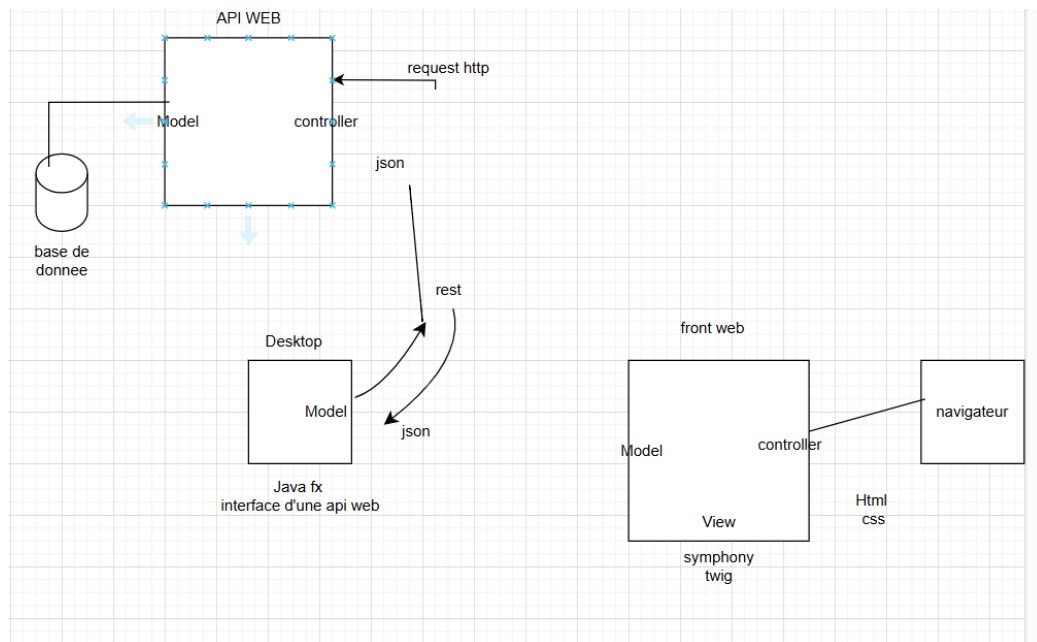 API WEB
request http
Model
controller
json
base de
donnee
rest
front web
Desktop
Model
navigateur
json
controller
Model
Java fx
interface d'une api web
Html
css
View
symphony
twig